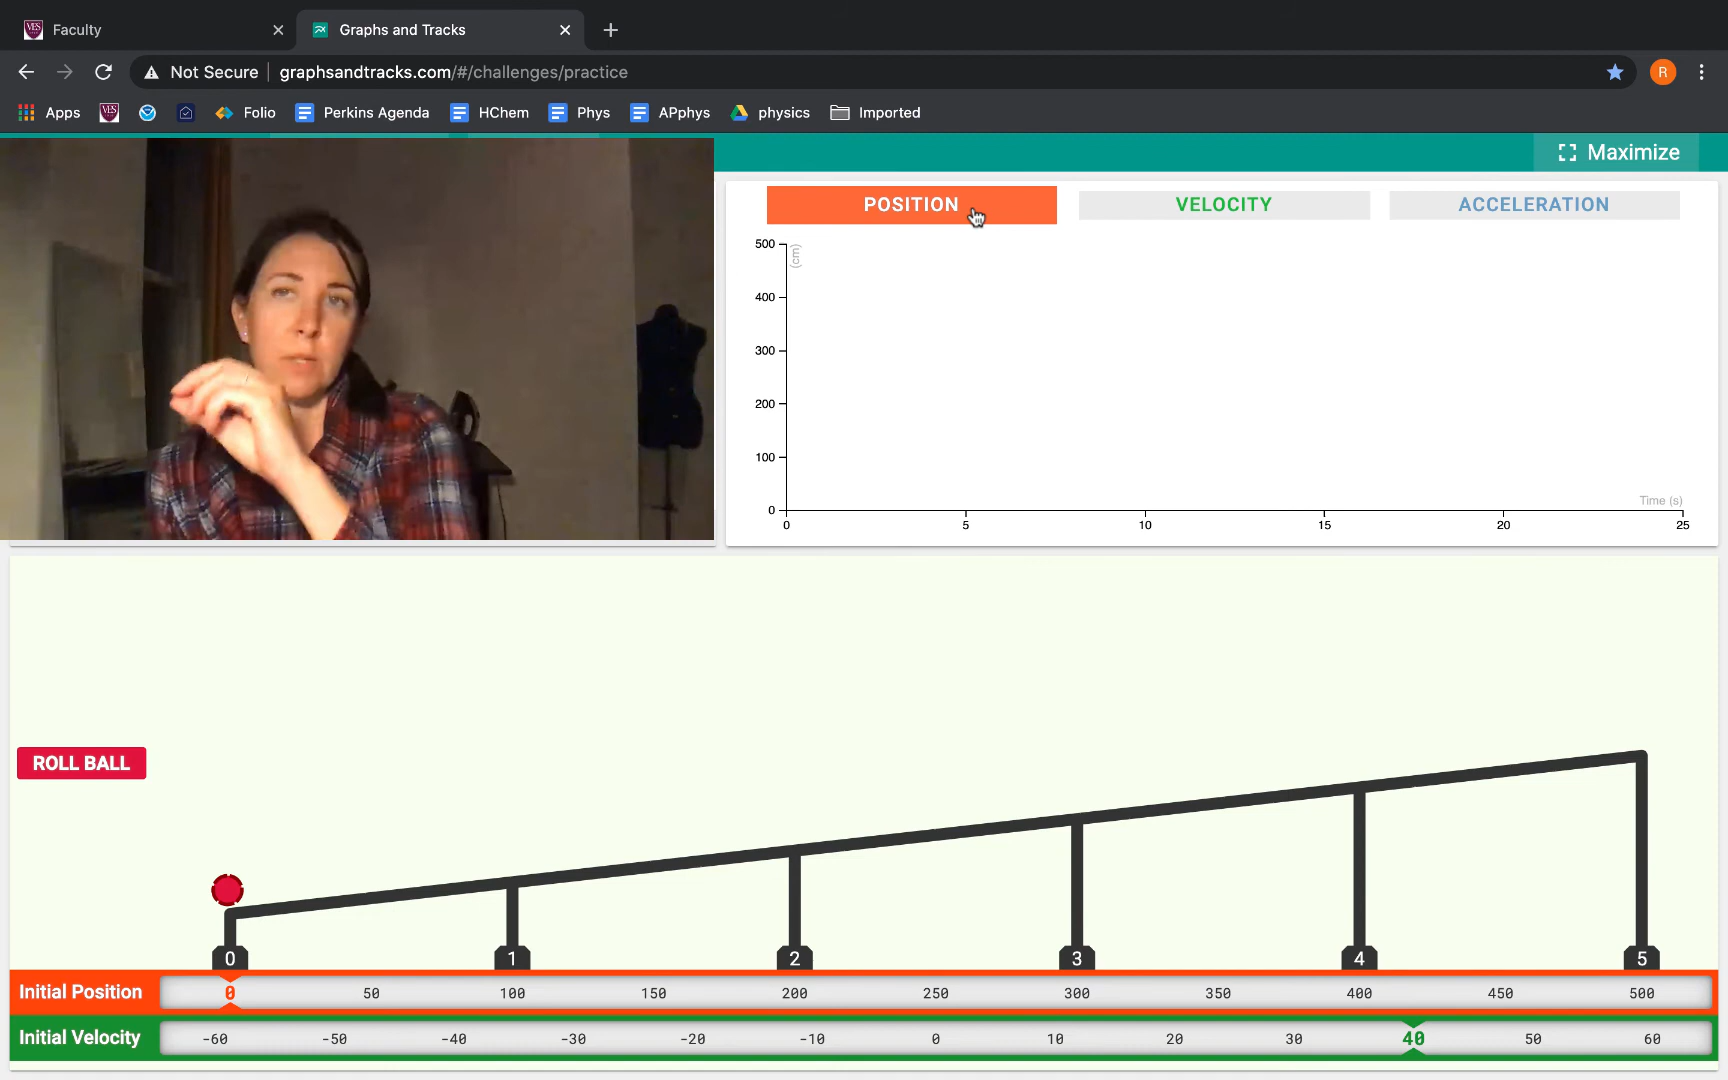 Faculty
Graphs and Tracks
Not Secure graphsandtracks.com/#/challenges/practice
R
Apps VES Folio Perkins Agenda HChem Phys APphys physics Imported
Maximize
POSITION VELOCITY ACCELERATION
500
(cm)
400
300
200
100
0
Time (s)
0 5 10 15 20 25
ROLL BALL
0 1 2 3 4 5
Initial Position 0 50 100 150 200 250 300 350 400 450 500
Initial Velocity -60 -50 -40 -30 -20 -10 0 10 20 30 40 50 60